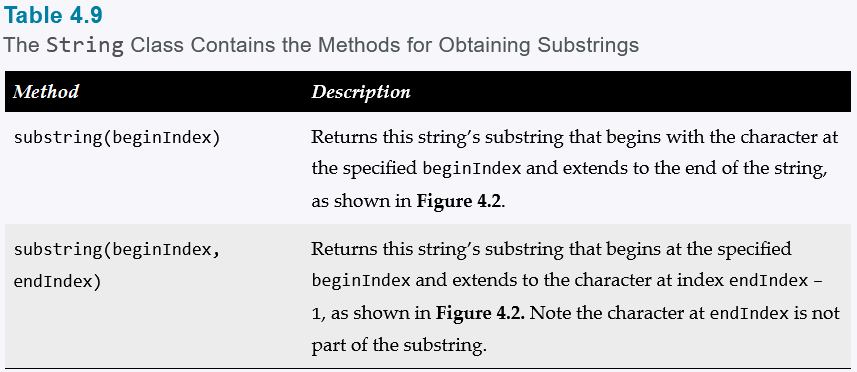 Table 4.9
The String Class Contains the Methods for Obtaining Substrings
Method Description
substring(beginIndex) Returns this string’s substring that begins with the character at
the specified beginIndex and extends to the end of the string,
as shown in Figure 4.2.
substring(beginIndex, Returns this string’s substring that begins at the specified
endIndex) beginIndex and extends to the character at index endIndex –
1, as shown in Figure 4.2. Note the character at endIndex is not
part of the substring.